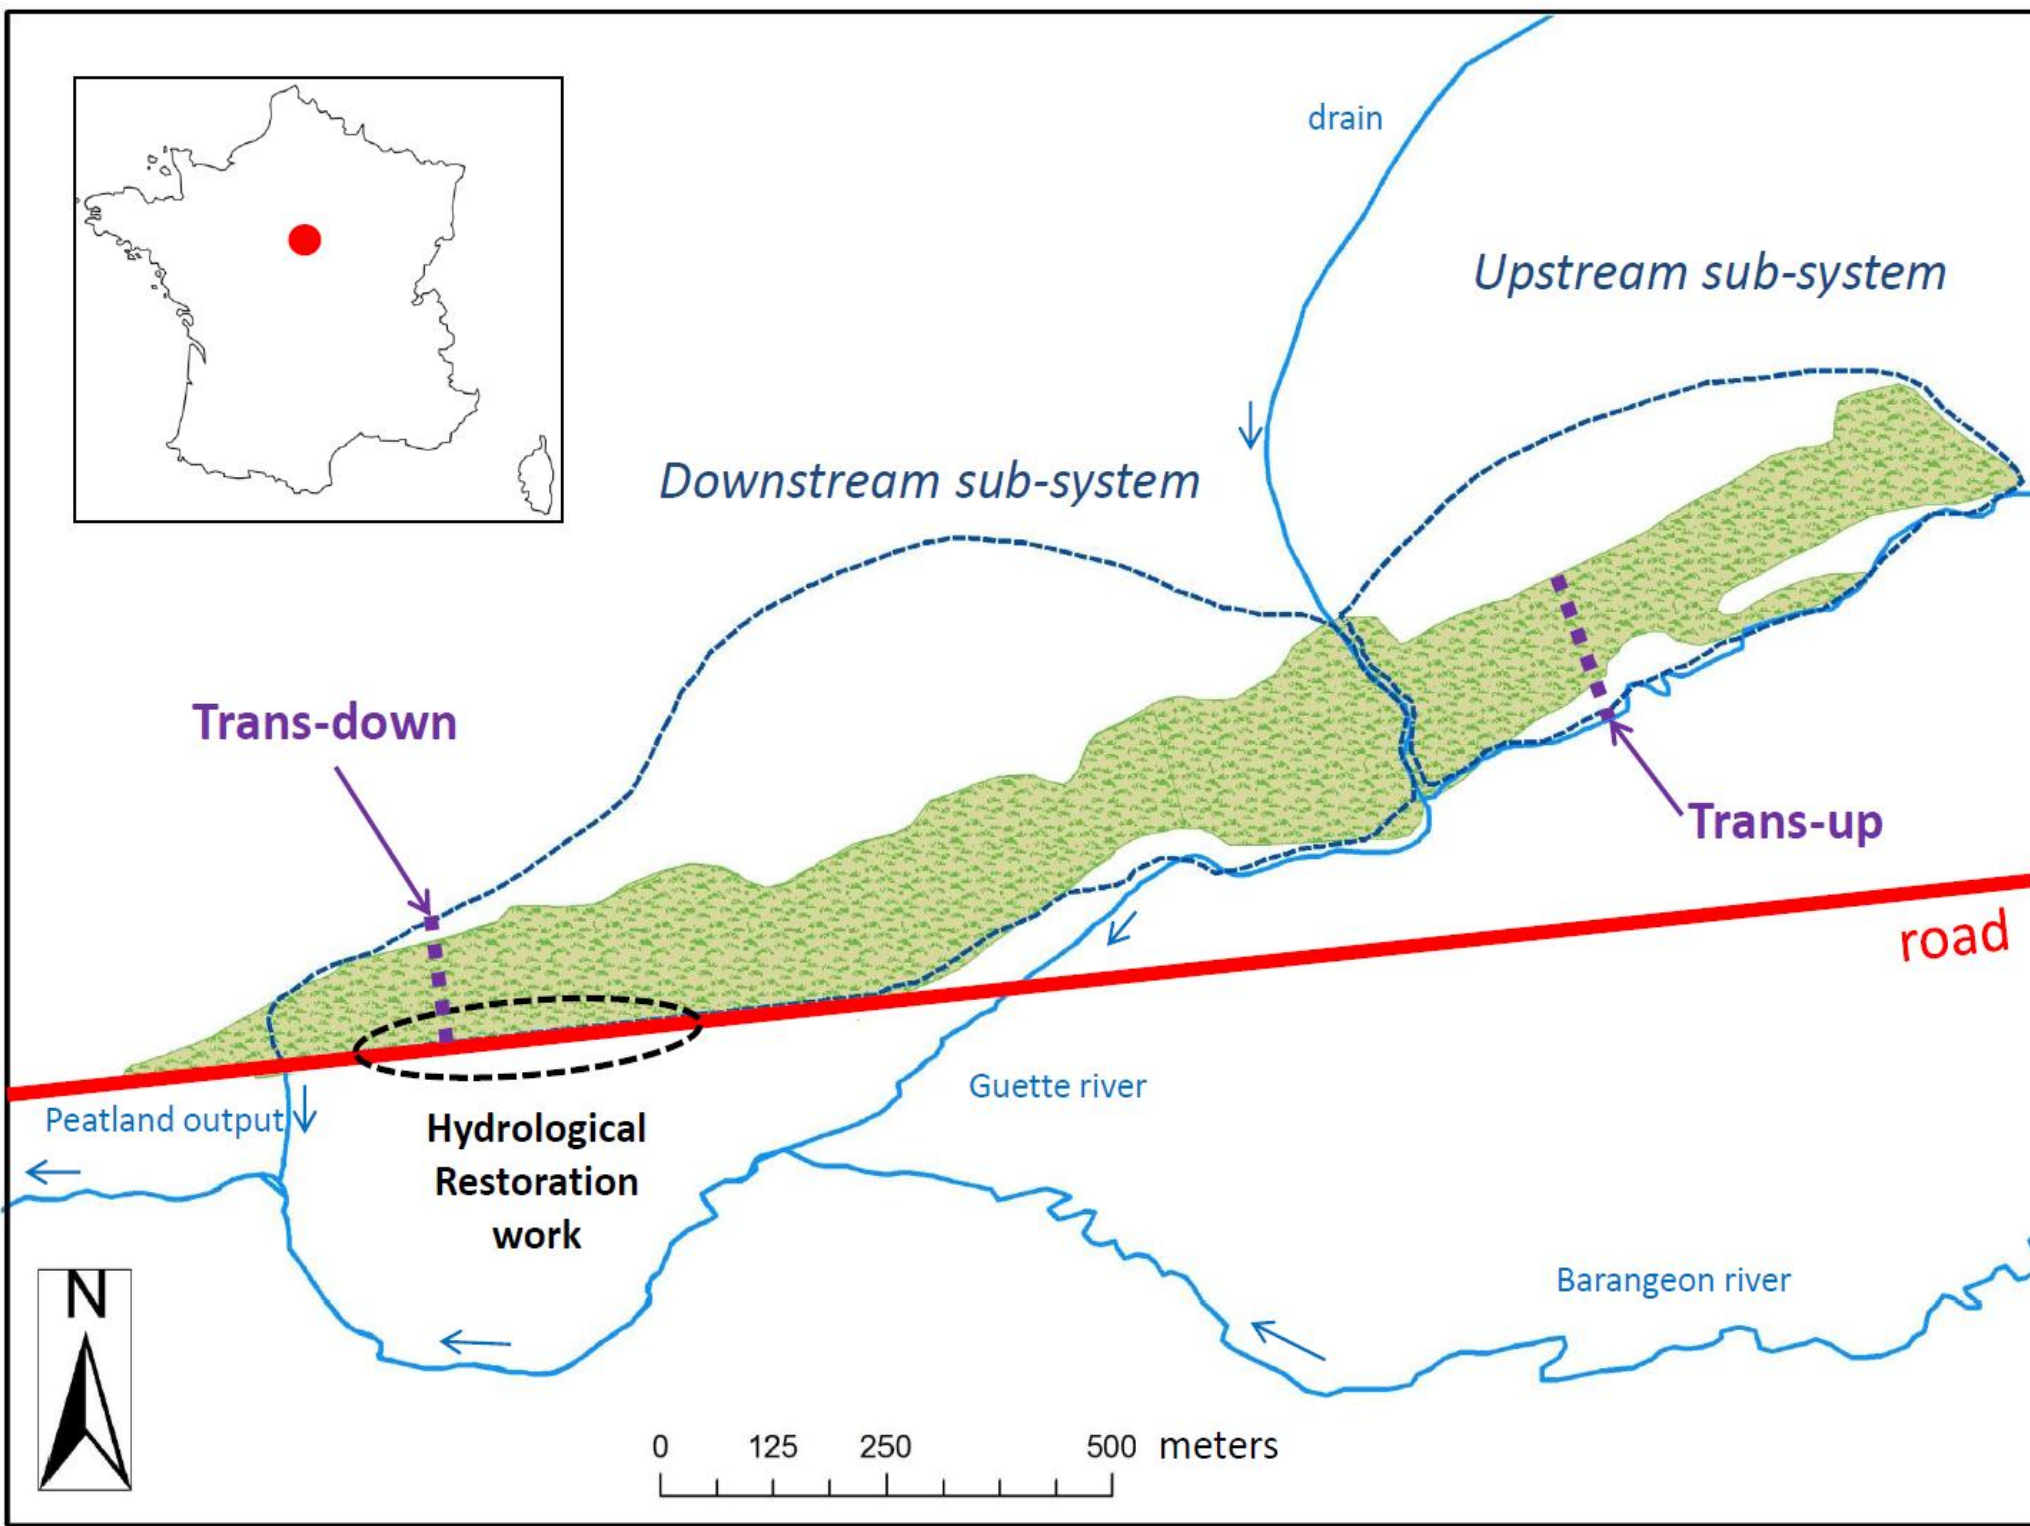 drain
Upstream sub-system
Downstream sub-system
Trans-down
Trans-up
road
Peatland output
Hydrological
Restoration
work
Guette river
Barangeon river
N
0 125 250 500 meters